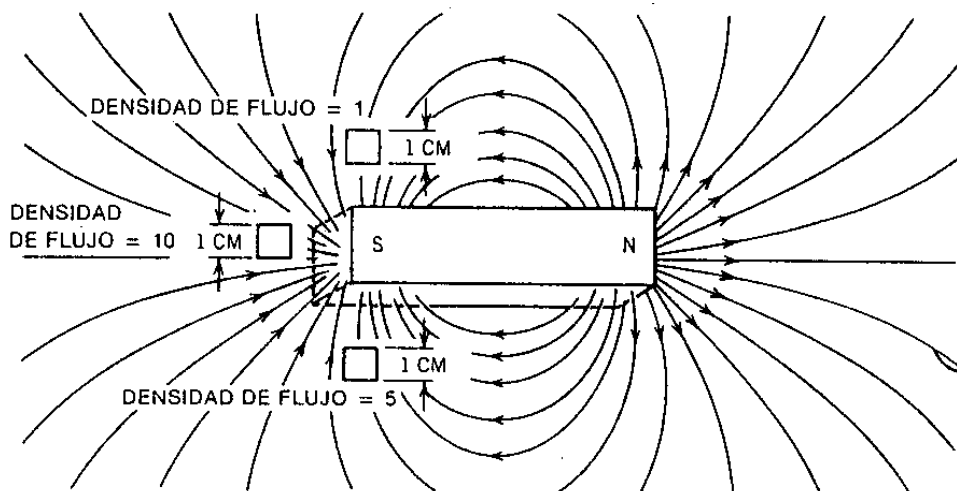 DENSIDAD DE FLUJO = 1
1 CM
DENSIDAD
DE FLUJO = 10
1 CM
S
N
1 CM
DENSIDAD DE FLUJO = 5